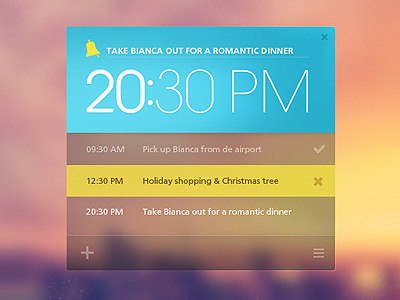 TAKE BIANCA OUT FOR A ROMANTIC DINNER
20:30 PM
09:30 AM Pick up Bianca from de airport
12:30 PM Holiday shopping & Christmas tree
20:30 PM Take Bianca out for a romantic dinner